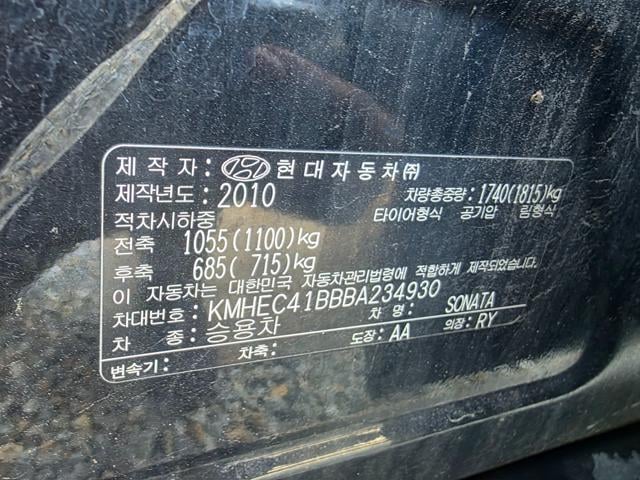 제 작 자 : 현대자동차㈜
제작년도 : 2010 차량총중량: 1740(1815)kg
적차시하중 타이어형식 공기압 림형식
전축 1055(1100)kg
후축 685( 715)kg
이 자동차는 대한민국 자동차관리법령에 적합하게 제작되었습니다.
차대번호: KMHEC41BBBA234930
차 종: 승용차 차 명: SONATA
변속기: 차축: 도장: AA 의장: RY